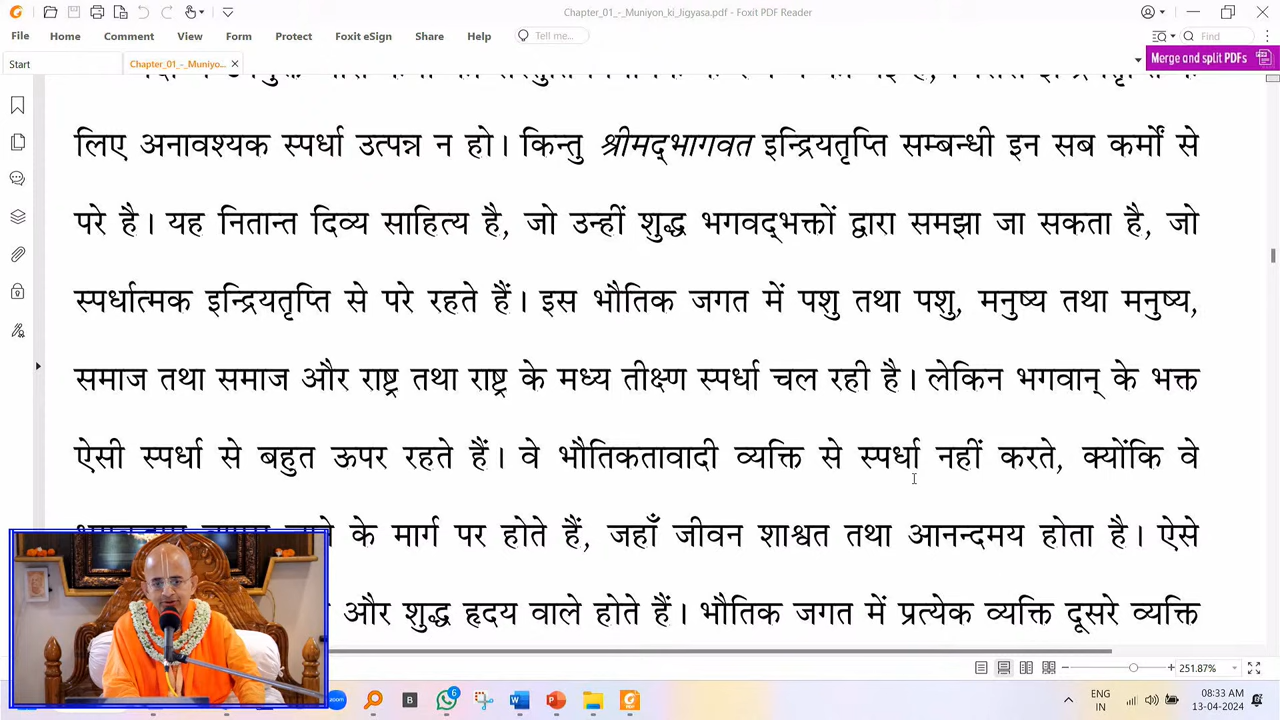 Chapter_01_-_Muniyon_ki_Jigyasa.pdf - Foxit PDF Reader
File Home Comment View Form Protect Foxit eSign Share Help Tell me... Find
Start Chapter_01_-_Muniyo... Merge and split PDFs
लिए अनावश्यक स्पर्धा उत्पन्न न हो। किन्तु श्रीमद्‌भागवत इन्द्रियतृप्ति सम्बन्धी इन सब कर्मों से
परे है। यह नितान्त दिव्य साहित्य है, जो उन्हीं शुद्ध भगवद्‌भक्तों द्वारा समझा जा सकता है, जो
स्पर्धात्मक इन्द्रियतृप्ति से परे रहते हैं। इस भौतिक जगत में पशु तथा पशु, मनुष्य तथा मनुष्य,
समाज तथा समाज और राष्ट्र तथा राष्ट्र के मध्य तीक्ष्ण स्पर्धा चल रही है। लेकिन भगवान् के भक्त
ऐसी स्पर्धा से बहुत ऊपर रहते हैं। वे भौतिकतावादी व्यक्ति से स्पर्धा नहीं करते, क्योंकि वे
के मार्ग पर होते हैं, जहाँ जीवन शाश्वत तथा आनन्दमय होता है। ऐसे
और शुद्ध हृदय वाले होते हैं। भौतिक जगत में प्रत्येक व्यक्ति दूसरे व्यक्ति
251.87%
zoom B 6 ENG 08:33 AM
IN 13-04-2024